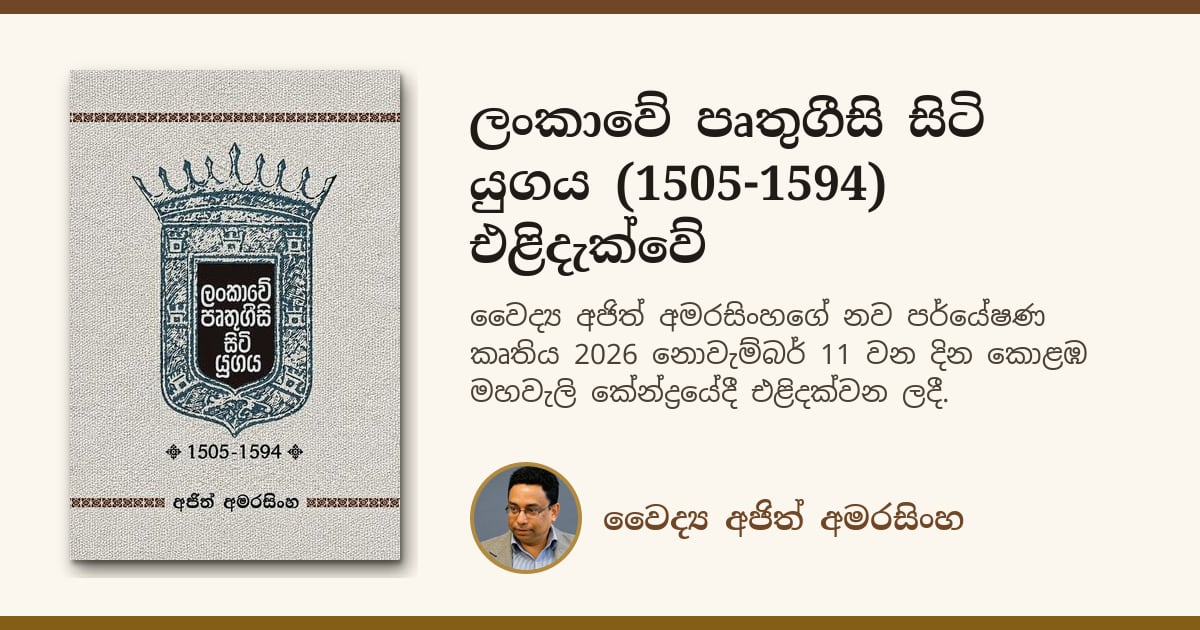 ලංකාවේ
පෘතුගීසි
සිටි
යුගය
1505-1594
අජිත් අමරසිංහ
ලංකාවේ පෘතුගීසි සිටි
යුගය (1505-1594)
එළිදැක්වේ
වෛද්‍ය අජිත් අමරසිංහගේ නව පර්යේෂණ
කෘතිය 2026 නොවැම්බර් 11 වන දින කොළඹ
මහවැලි කේන්ද්‍රයේදී එළිදක්වන ලදී.
වෛද්‍ය අජිත් අමරසිංහ